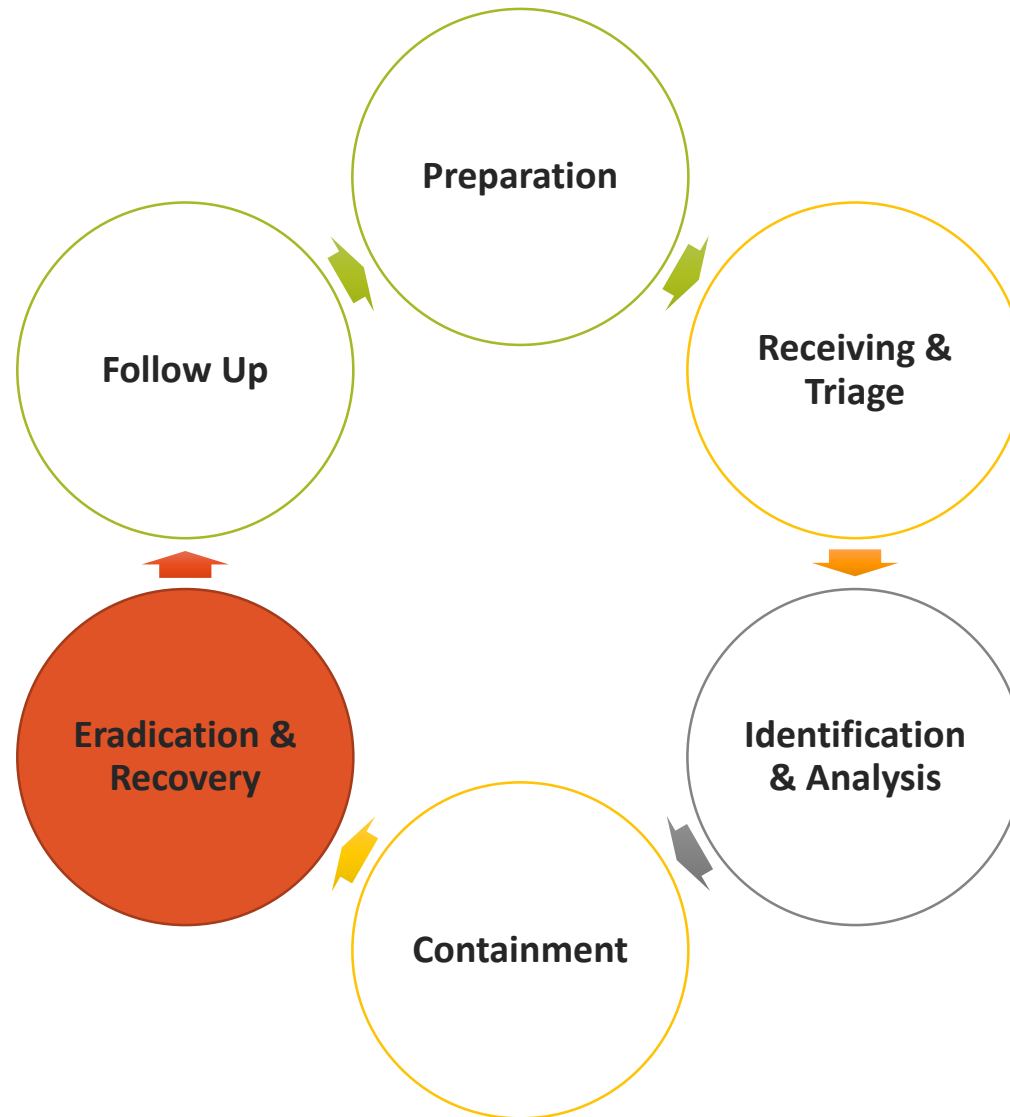 Preparation
Receiving &
Triage
Identification
& Analysis
Containment
Eradication &
Recovery
Follow Up